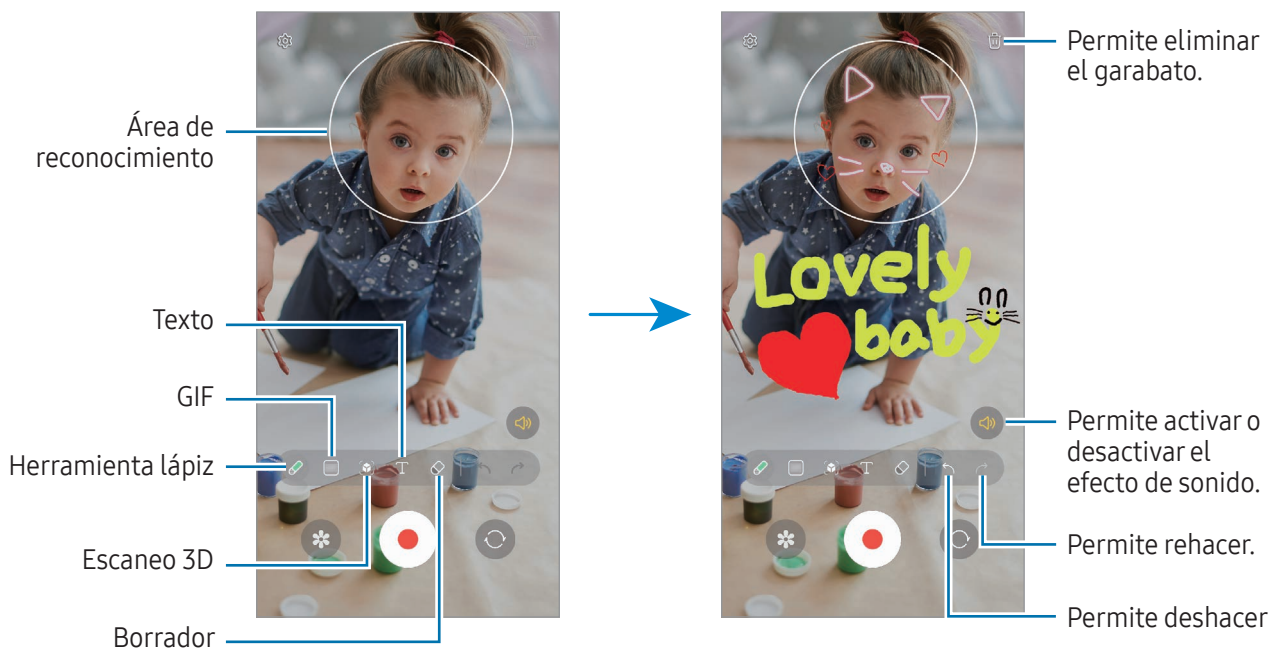 Área de
reconocimiento
Texto
GIF
Herramienta lápiz
Escaneo 3D
Borrador
T
Lovely
baby
T
Permite eliminar
el garabato.
Permite activar o
desactivar el
efecto de sonido.
Permite rehacer.
Permite deshacer